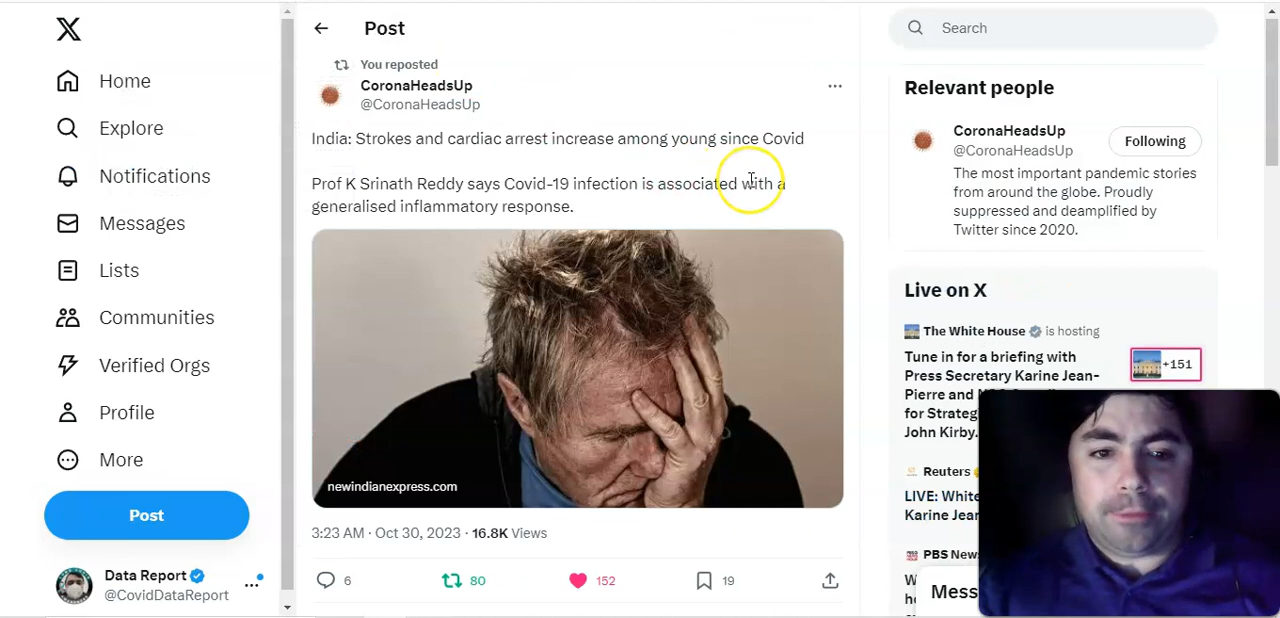 Home
Explore
Notifications
Messages
Lists
Communities
Verified Orgs
Profile
More
Post
Data Report
@CovidDataReport
Post
You reposted
CoronaHeadsUp
@CoronaHeadsUp
India: Strokes and cardiac arrest increase among young since Covid
Prof K Srinath Reddy says Covid-19 infection is associated with a
generalised inflammatory response.
newindianexpress.com
3:23 AM · Oct 30, 2023 · 16.8K Views
6 80 152 19
Search
Relevant people
CoronaHeadsUp
@CoronaHeadsUp
Following
The most important pandemic stories
from around the globe. Proudly
suppressed and deamplified by
Twitter since 2020.
Live on X
The White House is hosting
Tune in for a briefing with
Press Secretary Karine Jean-
Pierre and
for Strateg
John Kirby.
+151
Reuters
LIVE: White
Karine Jear
PBS News
Mess